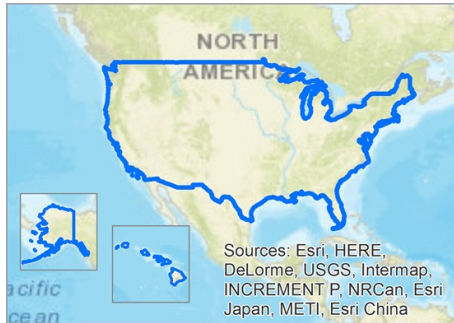 NORTH
AMERICA
Sources: Esri, HERE,
DeLorme, USGS, Intermap,
INCREMENT P, NRCan, Esri
Japan, METI, Esri China
acific
cean